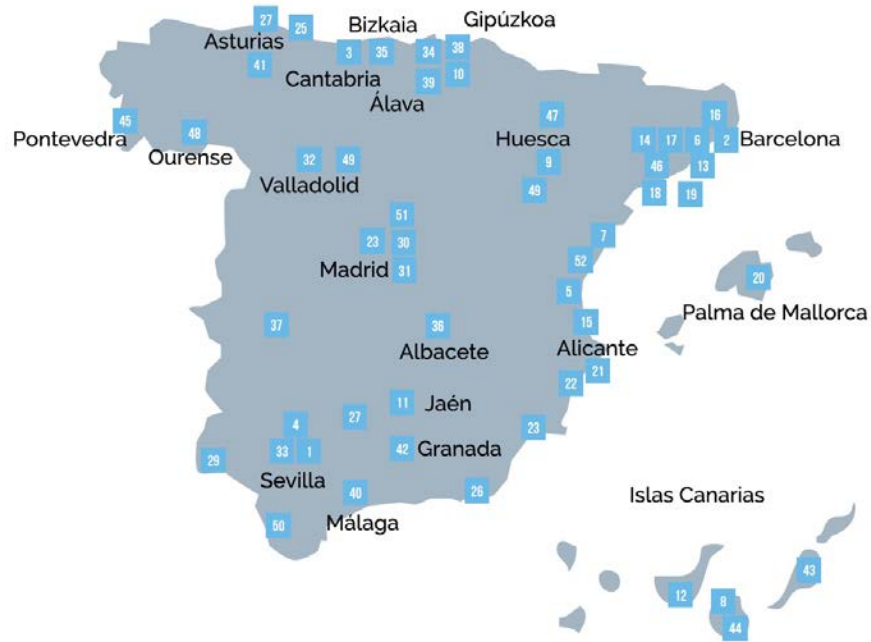 27
25
Bizkaia
Gipúzkoa
Asturias
3
35
34
38
41
Cantabria
39
10
Álava
45
Pontevedra
48
Ourense
47
Huesca
16
14
17
6
2
Barcelona
32
49
Valladolid
9
46
13
49
18
19
51
23
30
7
Madrid
31
52
20
5
Palma de Mallorca
37
36
15
Albacete
Alicante
21
22
11
Jaén
27
4
23
29
33
1
42
Granada
Sevilla
40
26
Málaga
50
Islas Canarias
43
12
8
44